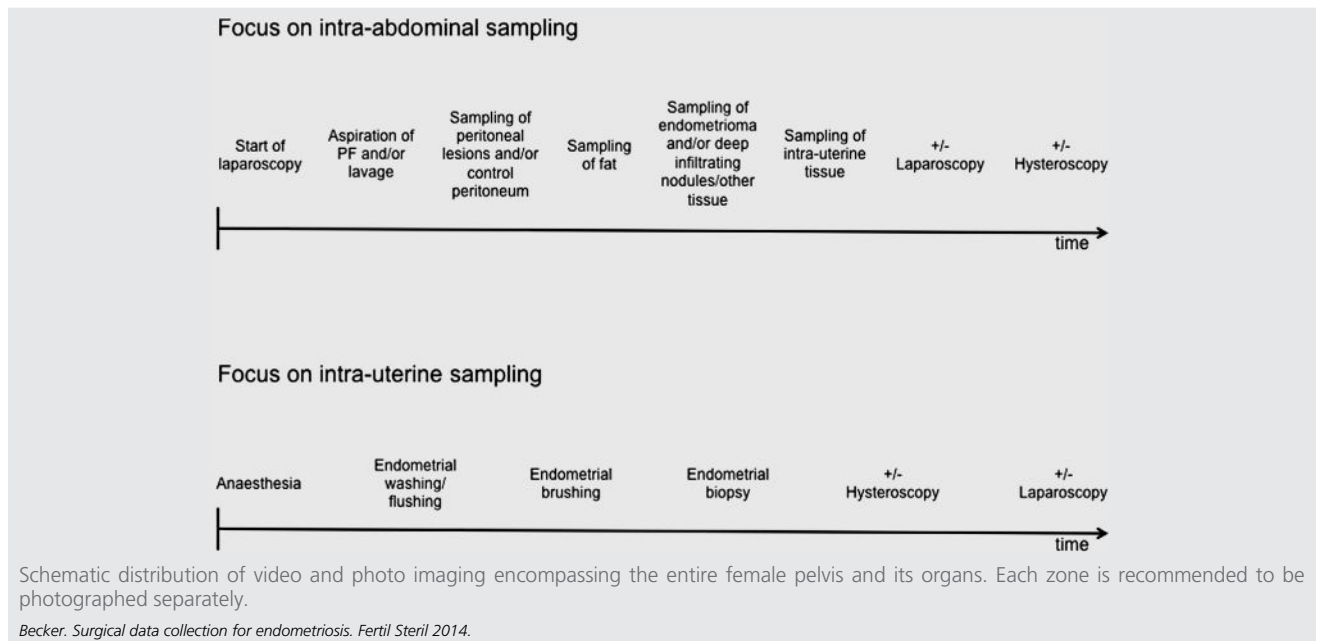 Focus on intra-abdominal sampling
Start of
laparoscopy
Aspiration of
PF and/or
lavage
Sampling of
peritoneal
lesions and/or
control
peritoneum
Sampling
of fat
Sampling of
endometrioma
and/or deep
infiltrating
nodules/other
tissue
Sampling of
intra-uterine
tissue
+/-
Laparoscopy
+/-
Hysteroscopy
time
Focus on intra-uterine sampling
Anaesthesia
Endometrial
washing/
flushing
Endometrial
brushing
Endometrial
biopsy
+/-
Hysteroscopy
+/-
Laparoscopy
time
Schematic distribution of video and photo imaging encompassing the entire female pelvis and its organs. Each zone is recommended to be
photographed separately.
Becker. Surgical data collection for endometriosis. Fertil Steril 2014.